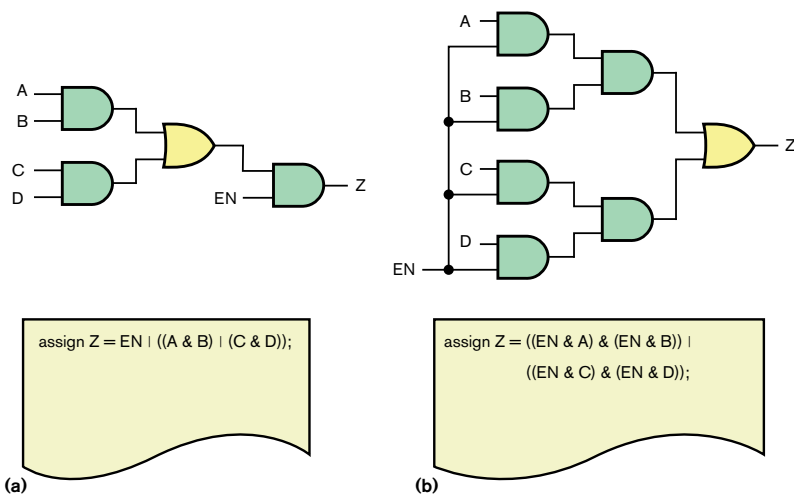 A
B
C
D
EN
Z
A
B
C
D
EN
Z
assign Z = EN | ((A & B) | (C & D));
(a)
assign Z = ((EN & A) & (EN & B)) |
((EN & C) & (EN & D));
(b)